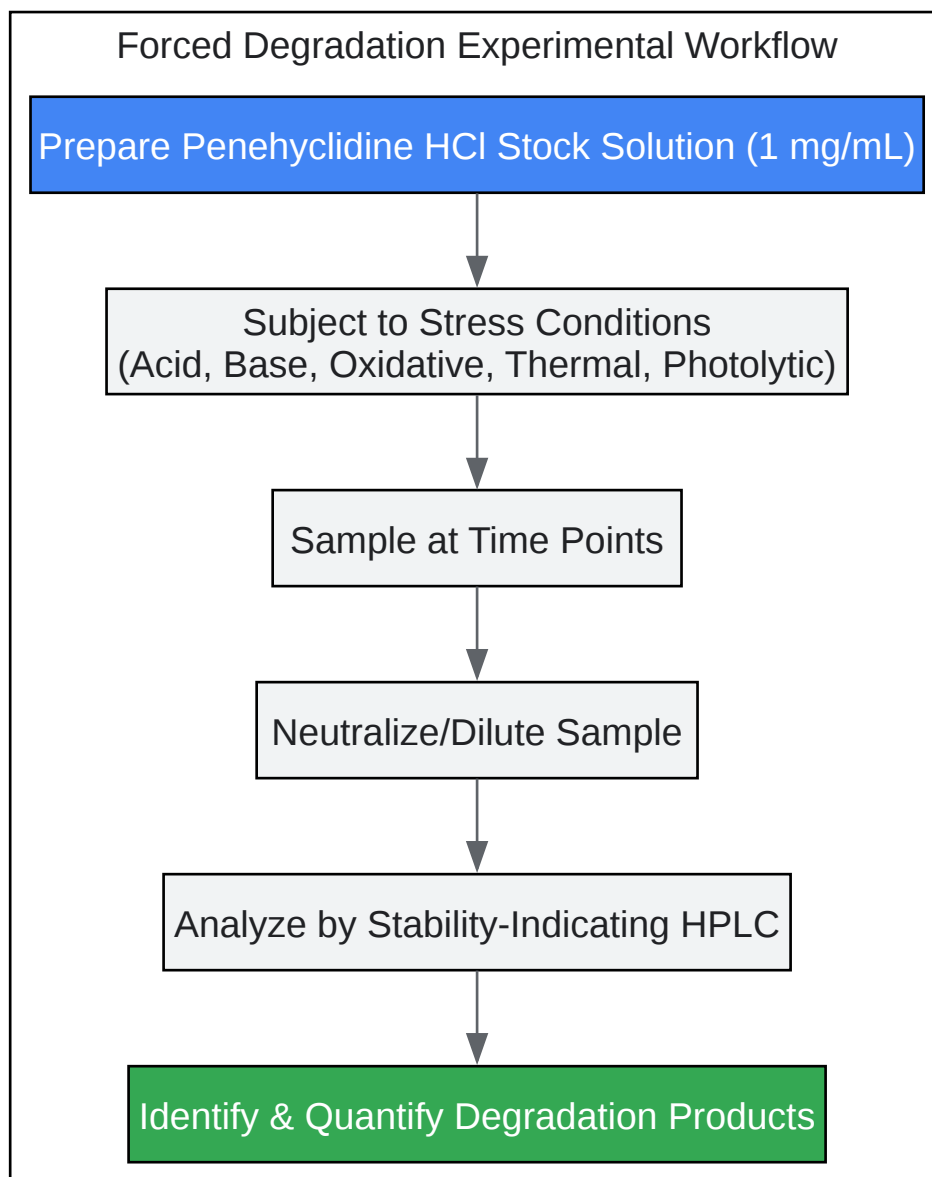 Forced Degradation Experimental Workflow
Prepare Penehyclidine HCl Stock Solution (1 mg/mL)
Subject to Stress Conditions
(Acid, Base, Oxidative, Thermal, Photolytic)
Sample at Time Points
Neutralize/Dilute Sample
Analyze by Stability-Indicating HPLC
Identify & Quantify Degradation Products